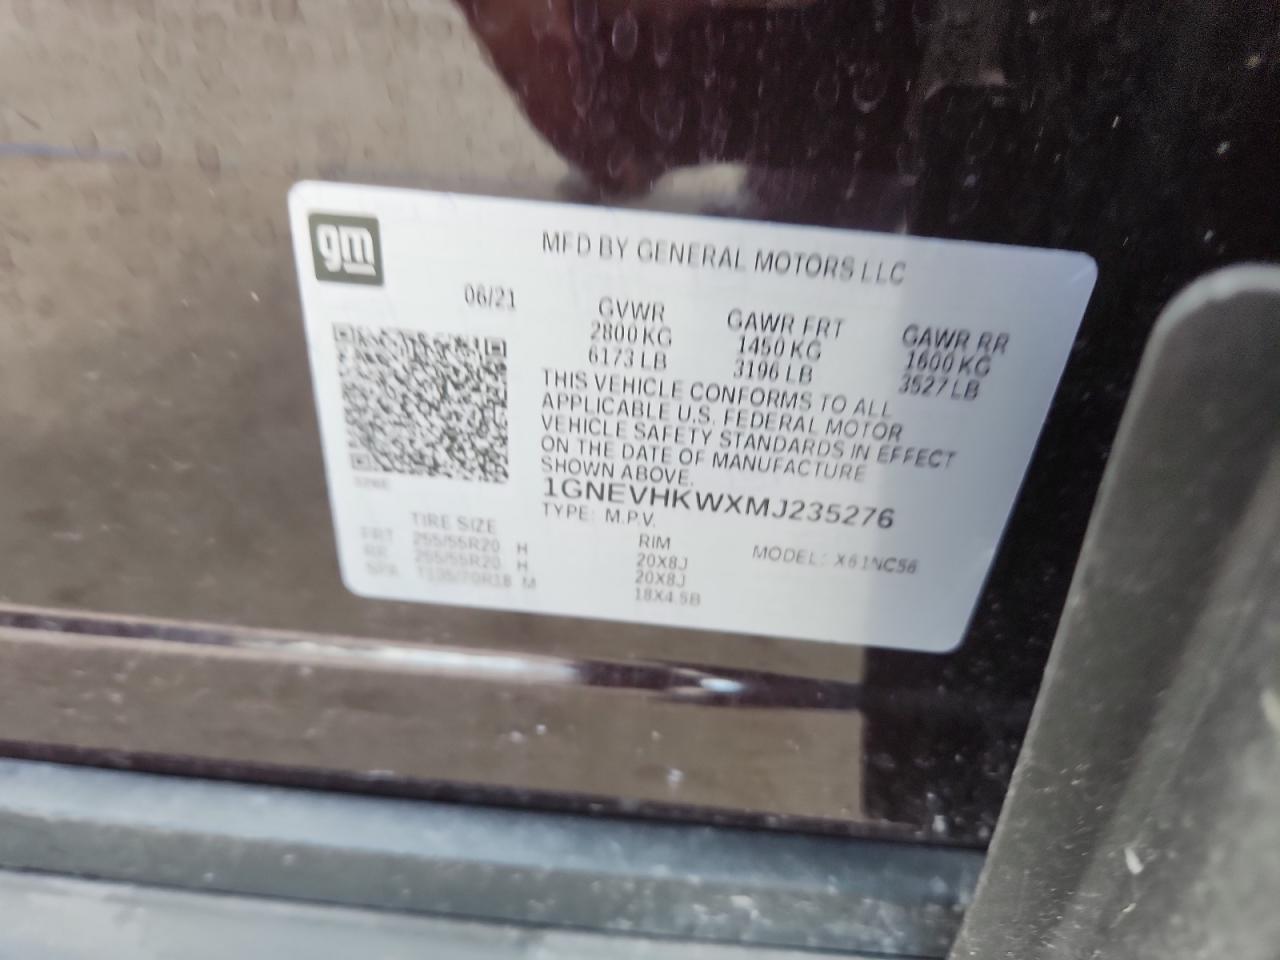 gm
MFD BY GENERAL MOTORS LLC
06/21
GVWR GAWR FRT GAWR RR
2800 KG 1450 KG 1600 KG
6173 LB 3196 LB 3527 LB
THIS VEHICLE CONFORMS TO ALL
APPLICABLE U.S. FEDERAL MOTOR
VEHICLE SAFETY STANDARDS IN EFFECT
ON THE DATE OF MANUFACTURE
SHOWN ABOVE.
1GNEVHKWXMJ235276
TYPE: M.P.V. MODEL: X61NC56
TIRE SIZE RIM
FRT 255/55R20 H 20X8J
RR 255/55R20 H 20X8J
SPA T135/70R18 M 18X4.5B